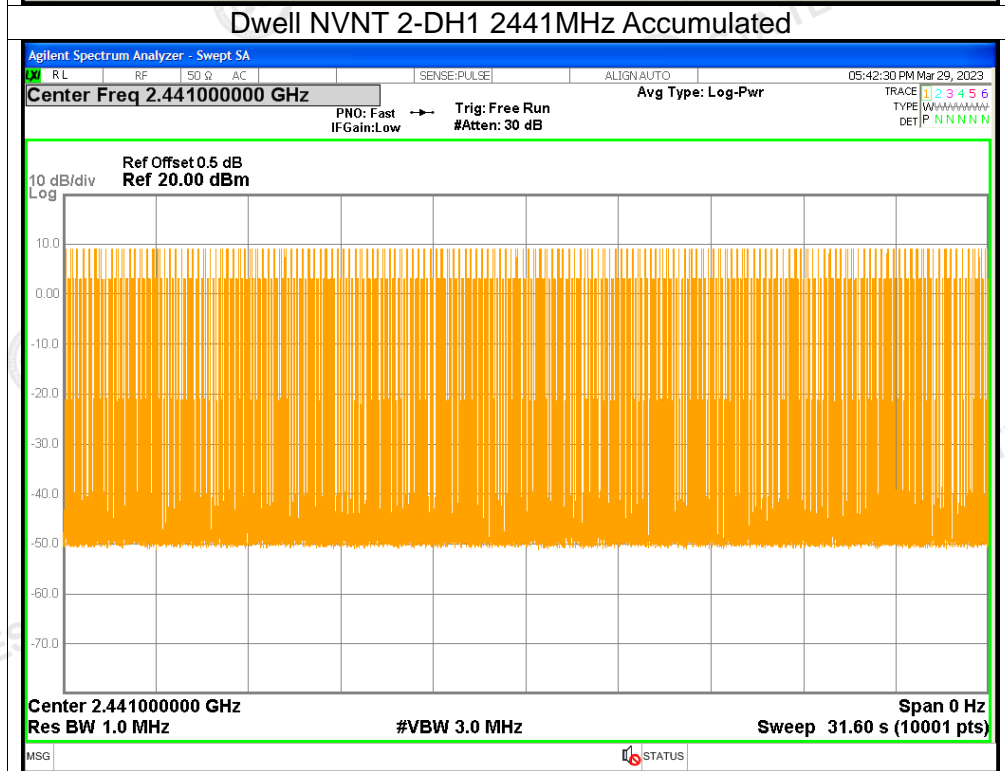 Dwell NVNT 2-DH1 2441MHz Accumulated
Agilent Spectrum Analyzer - Swept SA
LXI RL RF 50 Ω AC SENSE:PULSE ALIGN AUTO 05:42:30 PM Mar 29, 2023
Center Freq 2.441000000 GHz Avg Type: Log-Pwr TRACE 1 2 3 4 5 6
PNO: Fast Trig: Free Run TYPE WWWWWW
IFGain:Low #Atten: 30 dB DET P N N N N N
Ref Offset 0.5 dB
10 dB/div Ref 20.00 dBm
Log
10.0
0.00
-10.0
-20.0
-30.0
-40.0
-50.0
-60.0
-70.0
Center 2.441000000 GHz Span 0 Hz
Res BW 1.0 MHz #VBW 3.0 MHz Sweep 31.60 s (10001 pts)
MSG STATUS